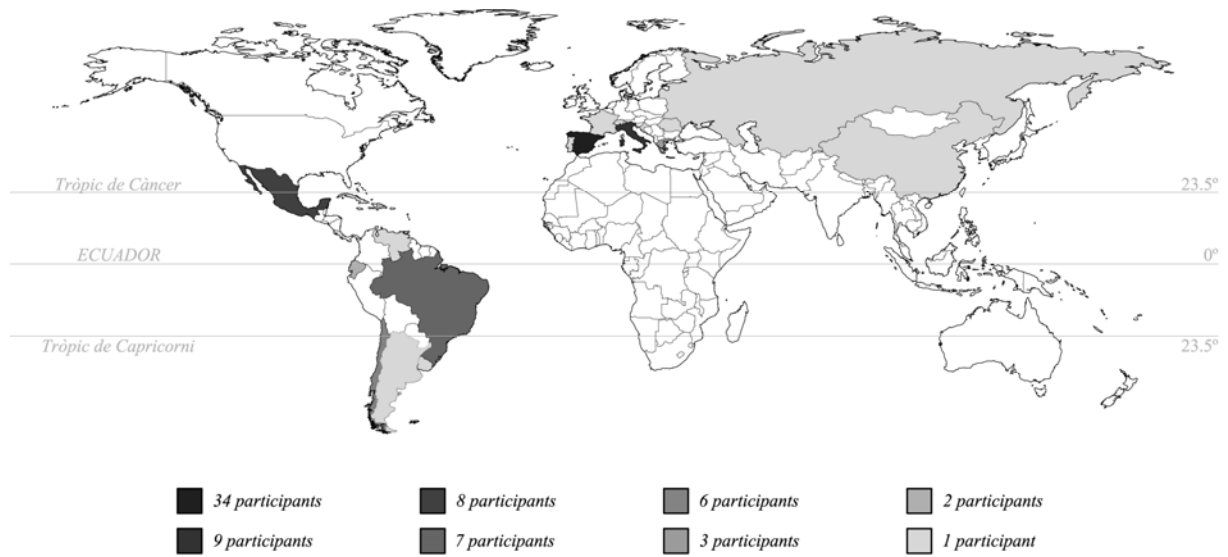 Tròpic de Càncer 23.5º
ECUADOR 0º
Tròpic de Capricorni 23.5º
34 participants 8 participants 6 participants 2 participants
9 participants 7 participants 3 participants 1 participant